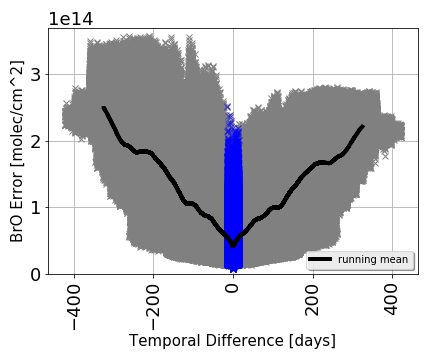 1e14
BrO Error [molec/cm^2]
3
2
1
0
−400
−200
0
200
400
Temporal Difference [days]
running mean